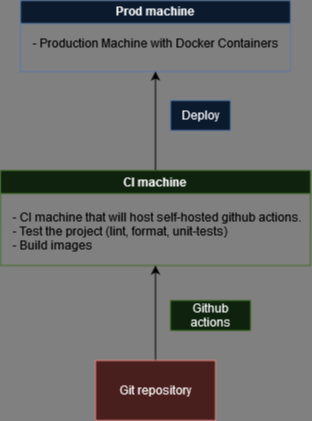 Prod machine
- Production Machine with Docker Containers
Deploy
CI machine
- CI machine that will host self-hosted github actions.
- Test the project (lint, format, unit-tests)
- Build images
Github
actions
Git repository